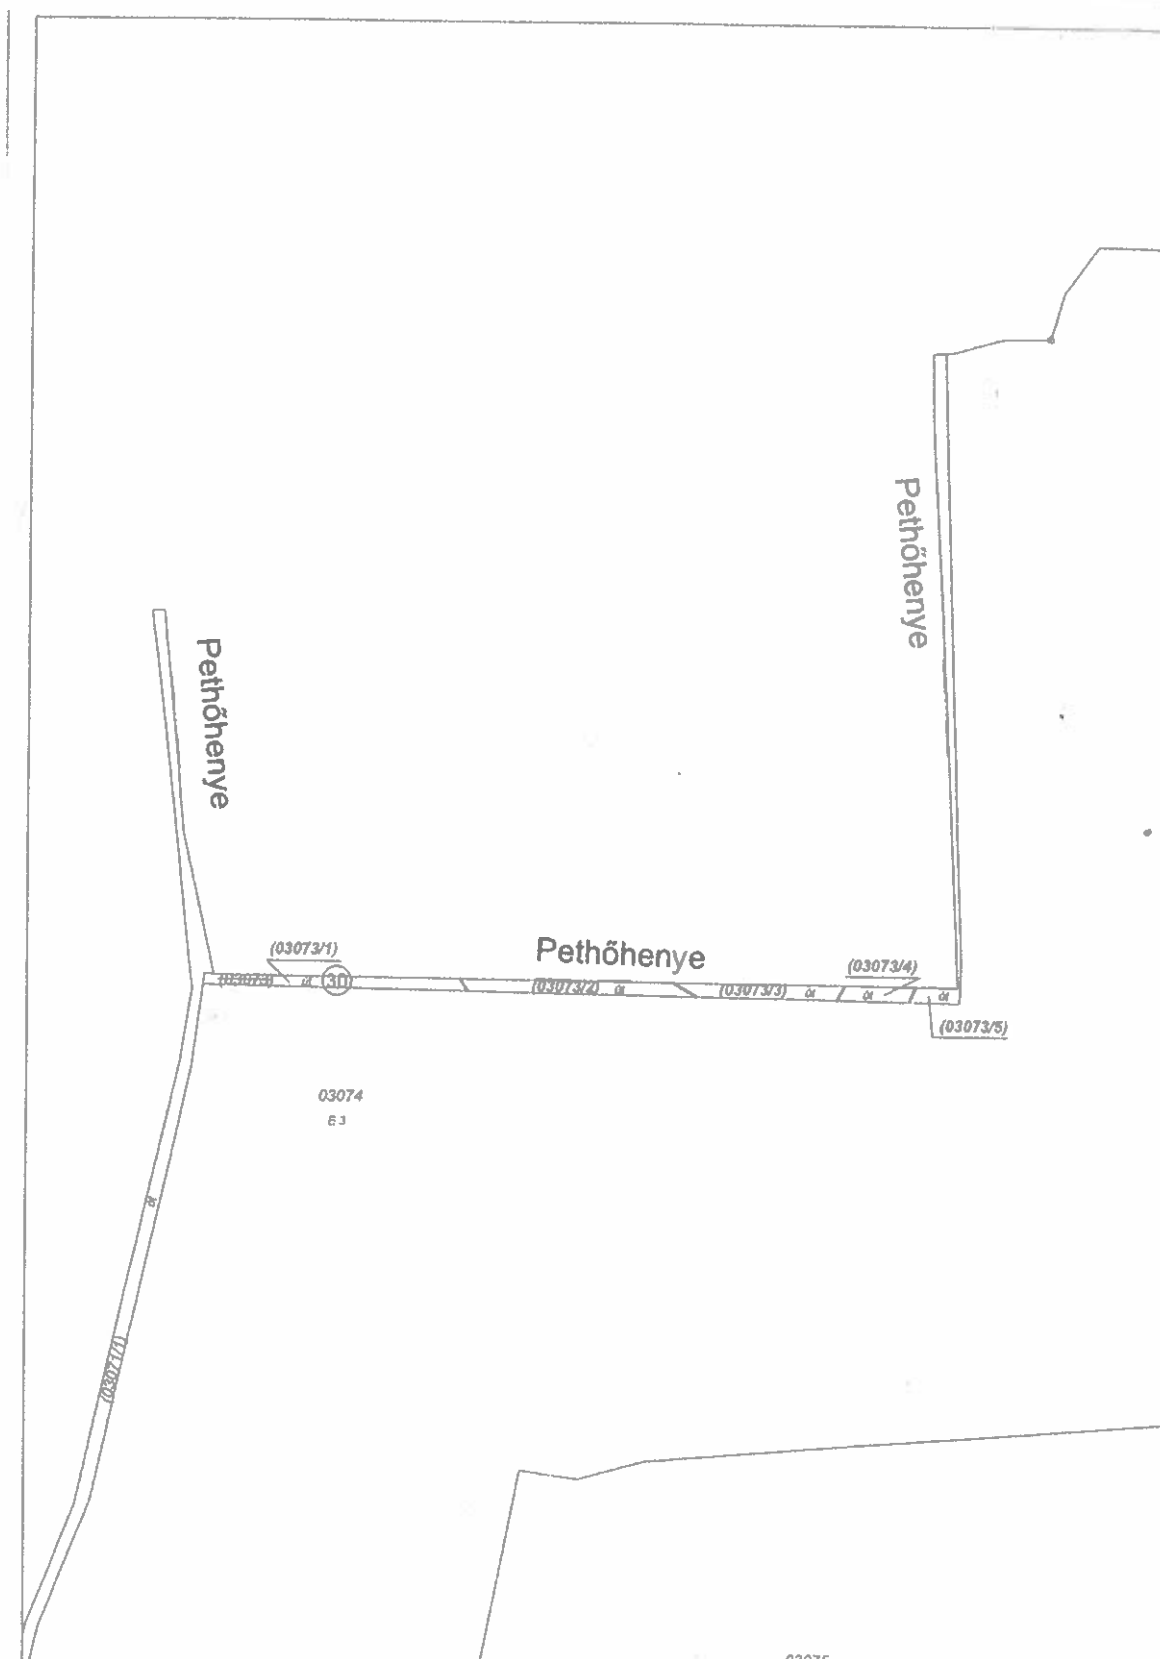 Pethőhenye
Pethőhenye
(03073/1)
Pethőhenye
(03073/4)
(03073) út 30
(03073/2) út
(03073/3) út
út
út
(03073/5)
03074
út
(03071/1)